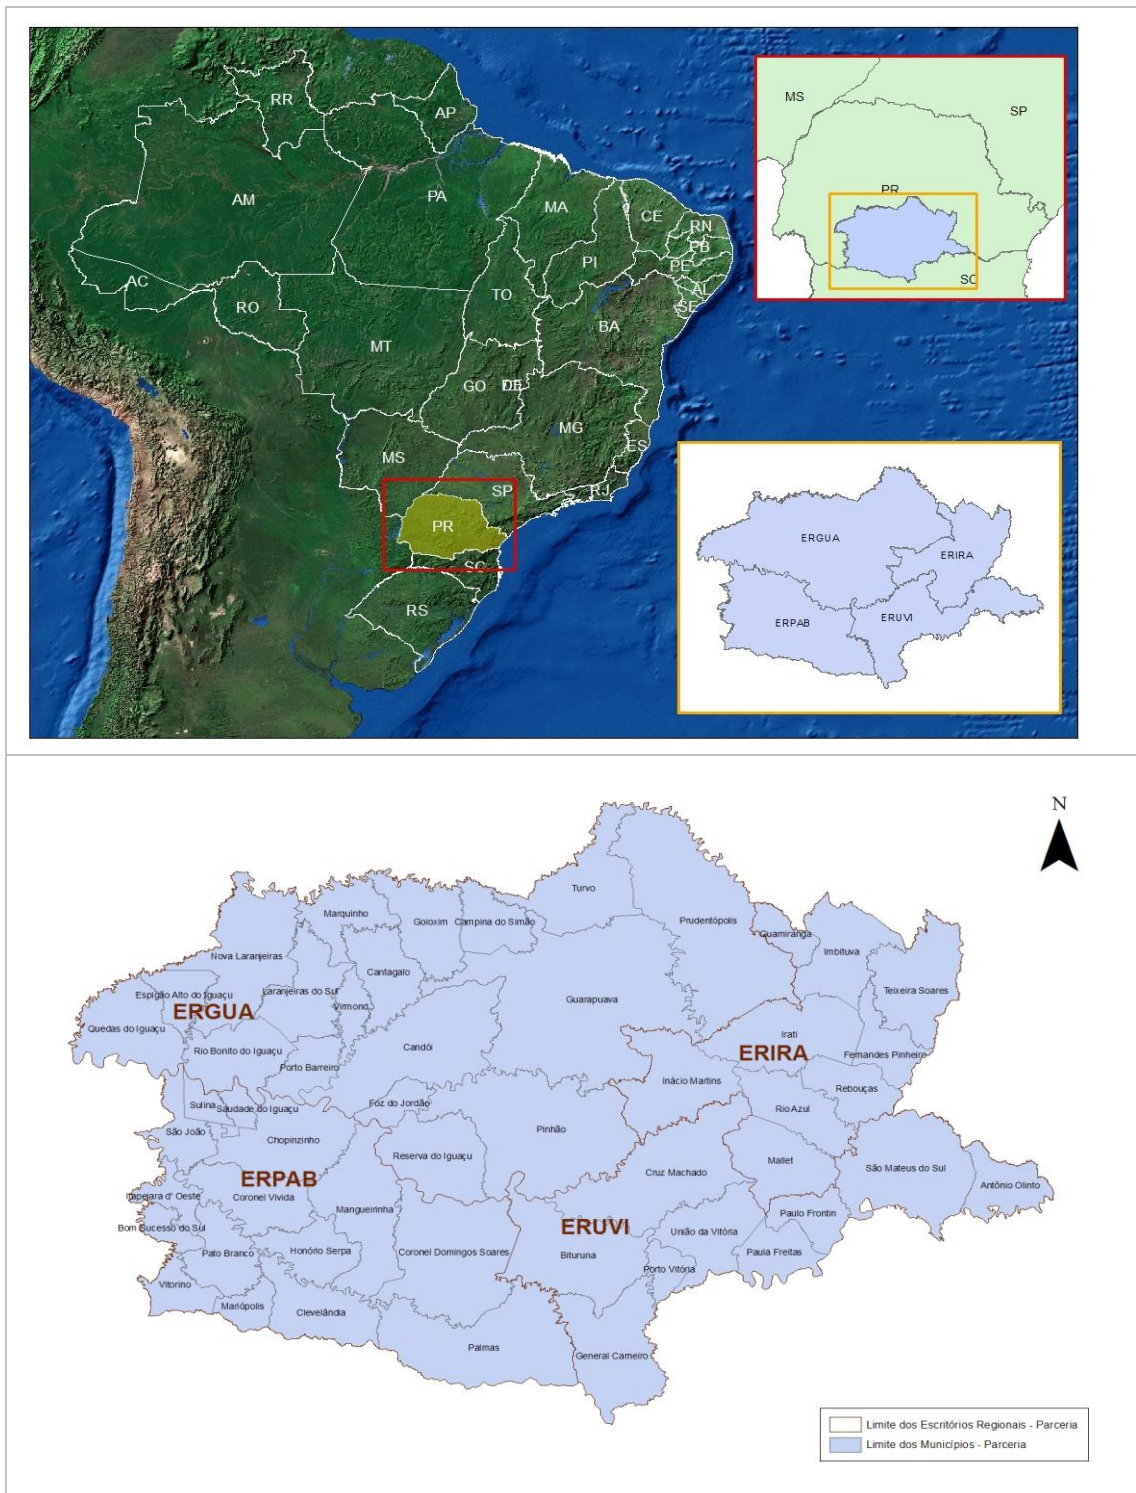 RR
AP
AM
PA
MA
CE
RN
PB
PI
PE
AC
AL
TO
SE
RO
BA
MT
GO
MG
ES
MS
SP
RJ
PR
SC
RS
MS
SP
PR
SC
ERGUA
ERIRA
ERPAB
ERUVI
N
Turvo
Marquinho
Goioxim
Campina do Simão
Prudentópolis
Guamiranga
Imbituva
Nova Laranjeiras
Cantagalo
Teixeira Soares
Espigão Alto do Iguaçu
Laranjeiras do Sul
Guarapuava
Virmond
ERGUA
Quedas do Iguaçu
Irati
Candói
Rio Bonito do Iguaçu
ERIRA
Fernandes Pinheiro
Porto Barreiro
Inácio Martins
Rebouças
Sulina
Saudade do Iguaçu
Foz do Jordão
Rio Azul
São João
Pinhão
Chopinzinho
Reserva do Iguaçu
Mallet
São Mateus do Sul
Cruz Machado
ERPAB
Antônio Olinto
Itapejara d' Oeste
Coronel Vivida
Mangueirinha
Paulo Frontin
Bom Sucesso do Sul
ERUVI
União da Vitória
Pato Branco
Honório Serpa
Coronel Domingos Soares
Bituruna
Paula Freitas
Porto Vitória
Vitorino
Mariópolis
Clevelândia
Palmas
General Carneiro
Limite dos Escritórios Regionais - Parceria
Limite dos Municípios - Parceria